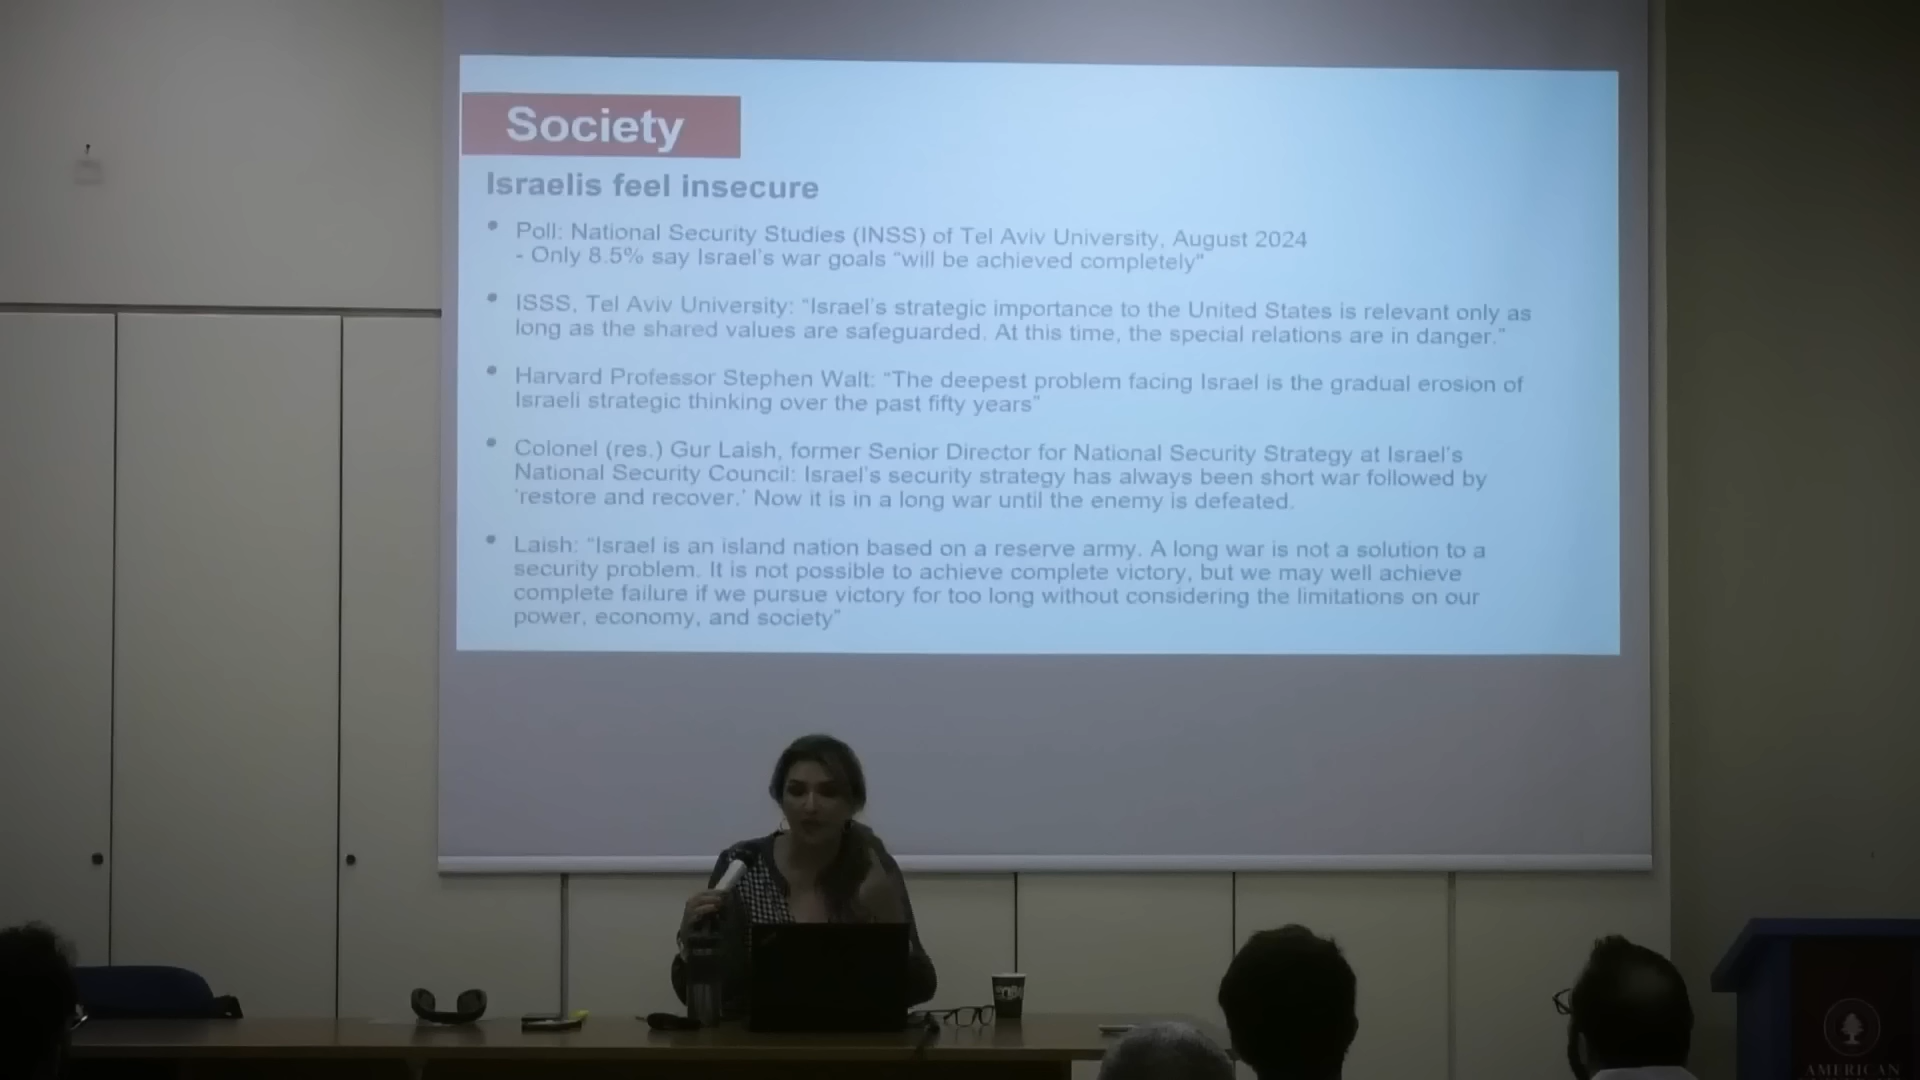 Society
Israelis feel insecure
• Poll: National Security Studies (INSS) of Tel Aviv University, August 2024
- Only 8.5% say Israel's war goals “will be achieved completely”
• ISSS, Tel Aviv University: “Israel's strategic importance to the United States is relevant only as
long as the shared values are safeguarded. At this time, the special relations are in danger.”
• Harvard Professor Stephen Walt: “The deepest problem facing Israel is the gradual erosion of
Israeli strategic thinking over the past fifty years”
• Colonel (res.) Gur Laish, former Senior Director for National Security Strategy at Israel's
National Security Council: Israel's security strategy has always been short war followed by
'restore and recover.' Now it is in a long war until the enemy is defeated.
• Laish: “Israel is an island nation based on a reserve army. A long war is not a solution to a
security problem. It is not possible to achieve complete victory, but we may well achieve
complete failure if we pursue victory for too long without considering the limitations on our
power, economy, and society”
AMERICAN